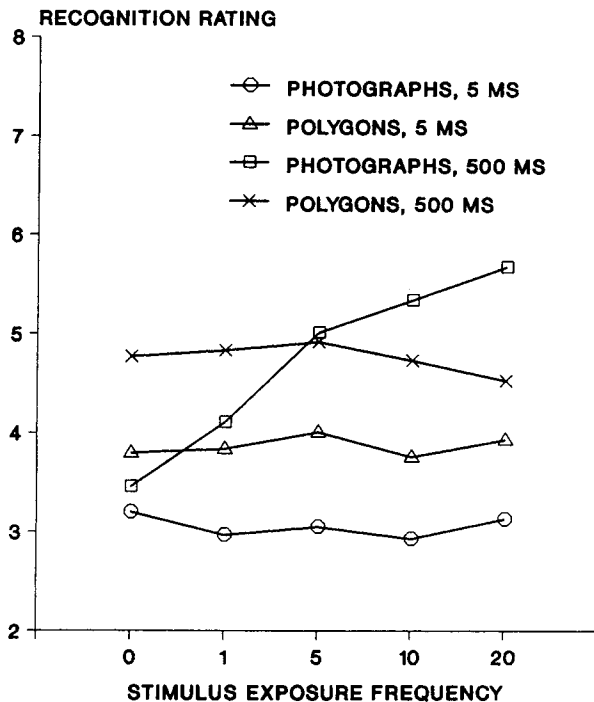 RECOGNITION RATING
8
7
6
5
4
3
2
PHOTOGRAPHS, 5 MS
POLYGONS, 5 MS
PHOTOGRAPHS, 500 MS
POLYGONS, 500 MS
0 1 5 10 20
STIMULUS EXPOSURE FREQUENCY